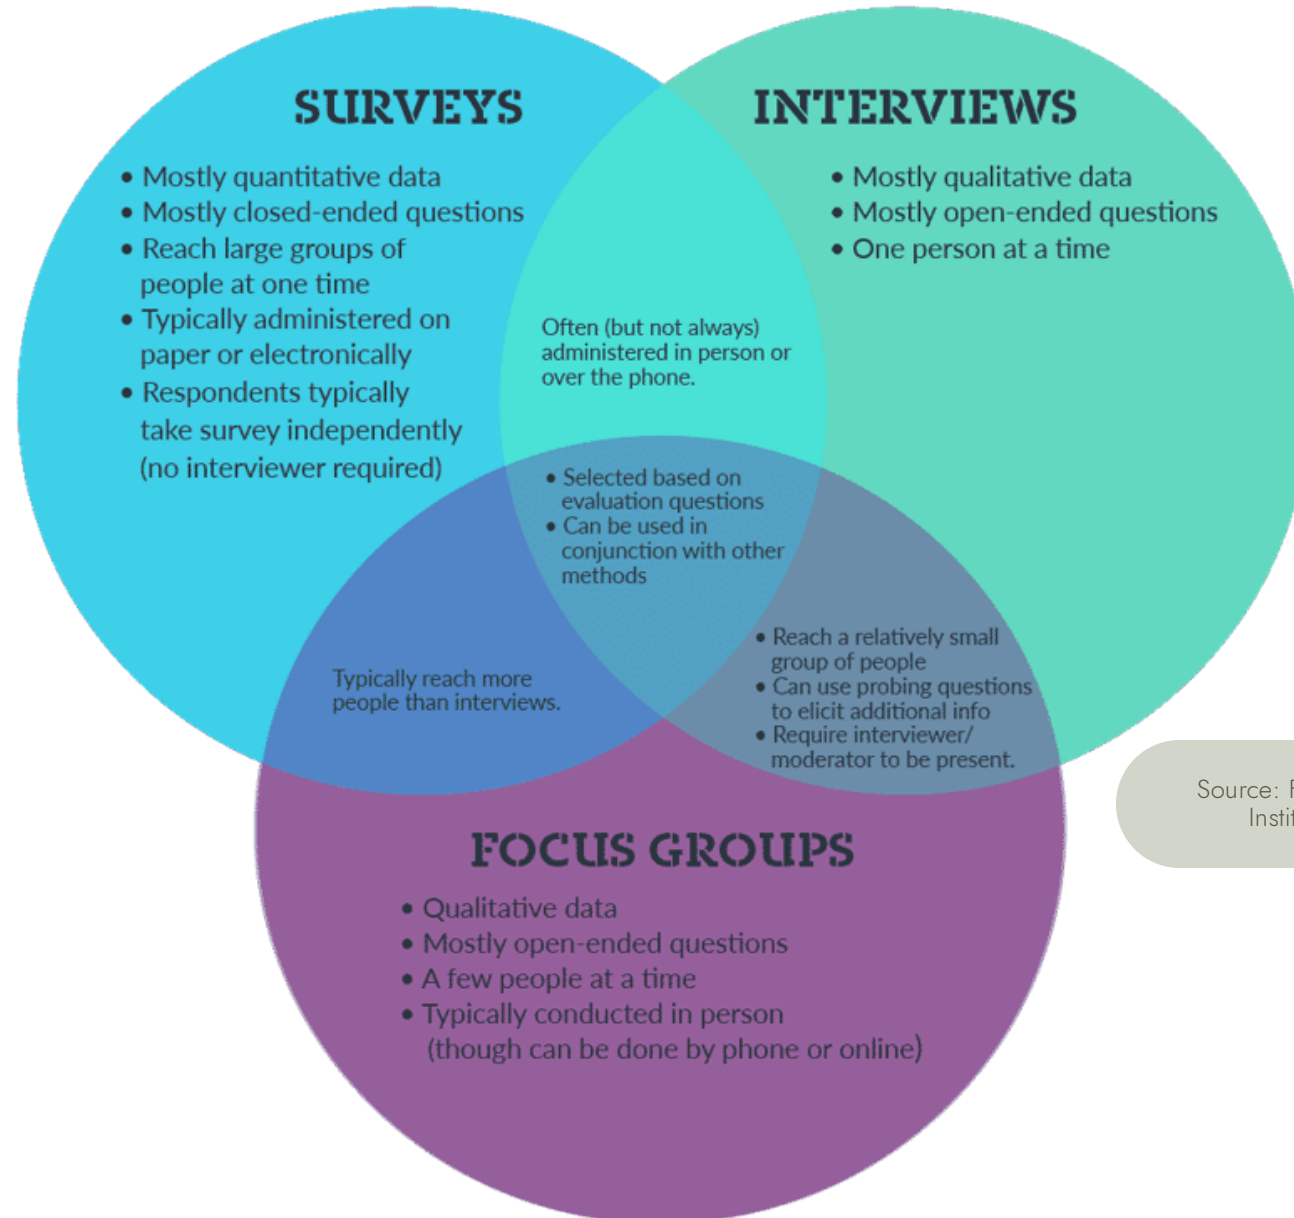 SURVEYS
• Mostly quantitative data
• Mostly closed-ended questions
• Reach large groups of
people at one time
• Typically administered on
paper or electronically
• Respondents typically
take survey independently
(no interviewer required)
INTERVIEWS
• Mostly qualitative data
• Mostly open-ended questions
• One person at a time
Often (but not always)
administered in person or
over the phone.
• Selected based on
evaluation questions
• Can be used in
conjunction with other
methods
Typically reach more
people than interviews.
• Reach a relatively small
group of people
• Can use probing questions
to elicit additional info
• Require interviewer/
moderator to be present.
FOCUS GROUPS
• Qualitative data
• Mostly open-ended questions
• A few people at a time
• Typically conducted in person
(though can be done by phone or online)
Source: